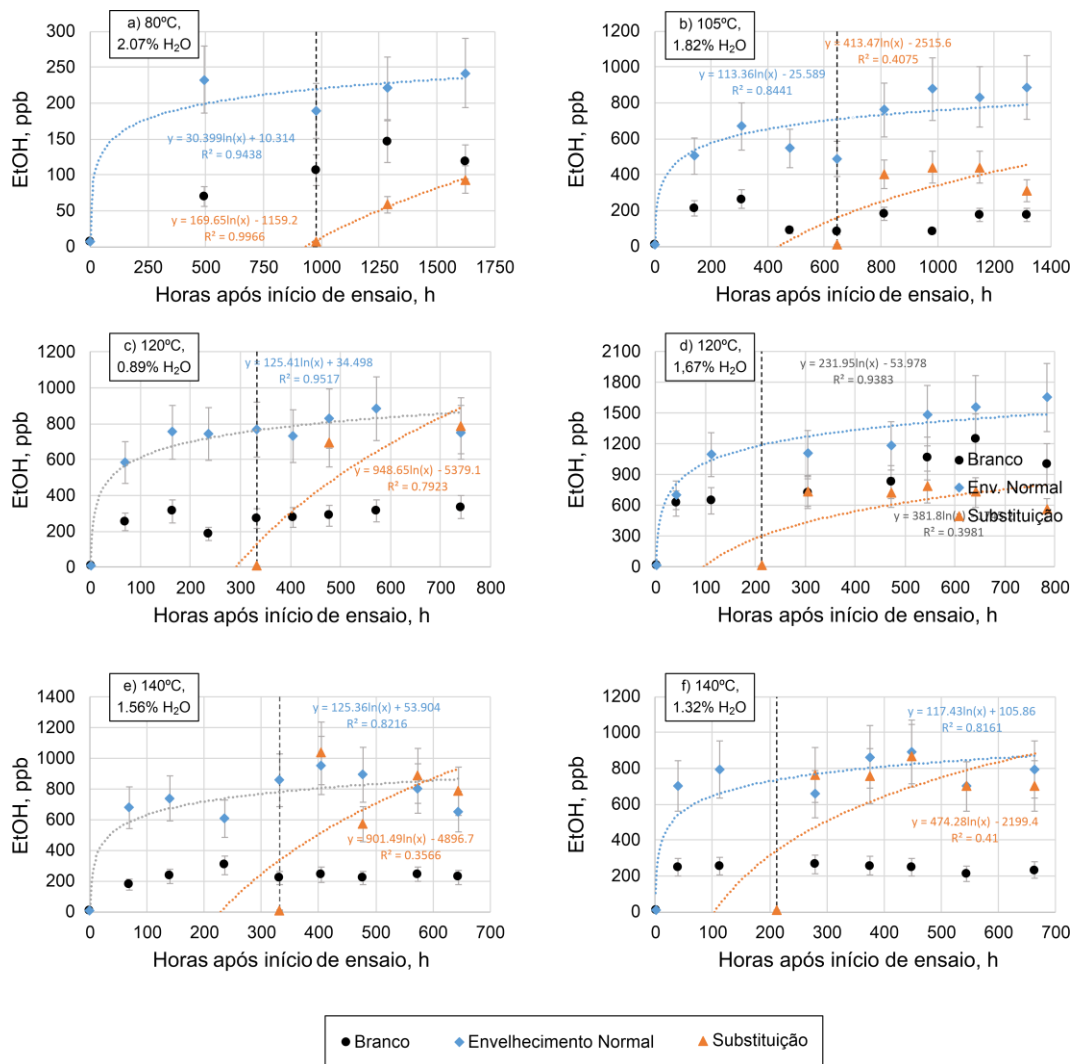 a) 80ºC,
2.07% H₂O
EtOH, ppb
300
250
200
150
100
50
0
y = 30.399ln(x) + 10.314
R² = 0.9438
y = 169.65ln(x) - 1159.2
R² = 0.9966
0 250 500 750 1000 1250 1500 1750
Horas após início de ensaio, h
b) 105ºC,
1.82% H₂O
EtOH, ppb
1200
1000
800
600
400
200
0
y = 413.47ln(x) - 2515.6
R² = 0.4075
y = 113.36ln(x) - 25.589
R² = 0.8441
0 200 400 600 800 1000 1200 1400
Horas após início de ensaio, h
c) 120ºC,
0.89% H₂O
EtOH, ppb
1200
1000
800
600
400
200
0
y = 125.41ln(x) + 34.498
R² = 0.9517
y = 948.65ln(x) - 5379.1
R² = 0.7923
0 100 200 300 400 500 600 700 800
Horas após início de ensaio, h
d) 120ºC,
1,67% H₂O
EtOH, ppb
2100
1800
1500
1200
900
600
300
0
y = 231.95ln(x) - 53.978
R² = 0.9383
Branco
Env. Normal
Substituição
y = 381.8ln(x)
R² = 0.3981
0 100 200 300 400 500 600 700 800
Horas após início de ensaio, h
e) 140ºC,
1.56% H₂O
EtOH, ppb
1400
1200
1000
800
600
400
200
0
y = 125.36ln(x) + 53.904
R² = 0.8216
y = 901.49ln(x) - 4896.7
R² = 0.3566
0 100 200 300 400 500 600 700
Horas após início de ensaio, h
f) 140ºC,
1.32% H₂O
EtOH, ppb
1200
1000
800
600
400
200
0
y = 117.43ln(x) + 105.86
R² = 0.8161
y = 474.28ln(x) - 2199.4
R² = 0.41
0 100 200 300 400 500 600 700
Horas após início de ensaio, h
Branco Envelhecimento Normal Substituição